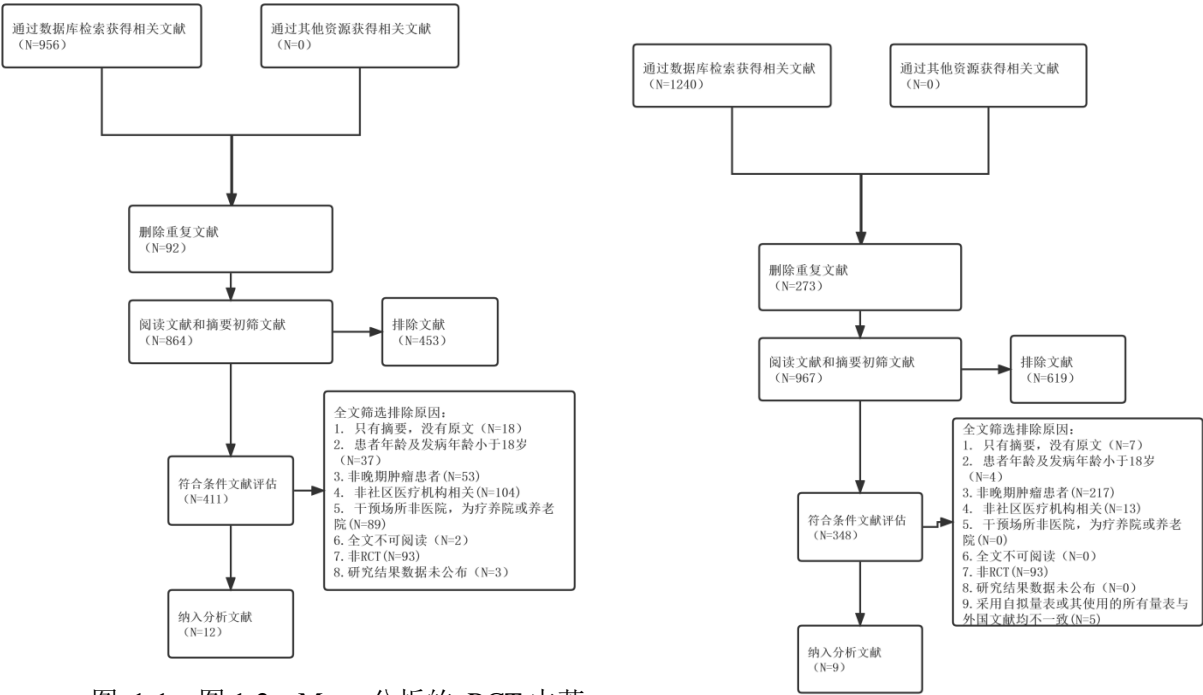 通过数据库检索获得相关文献
（N=956）
通过其他资源获得相关文献
（N=0）
删除重复文献
（N=92）
阅读文献和摘要初筛文献
（N=864）
排除文献
（N=453）
符合条件文献评估
（N=411）
全文筛选排除原因：
1. 只有摘要，没有原文（N=18）
2. 患者年龄及发病年龄小于18岁
（N=37）
3.非晚期肿瘤患者(N=53)
4. 非社区医疗机构相关(N=104)
5. 干预场所非医院，为疗养院或养老
院(N=89)
6.全文不可阅读（N=2）
7.非RCT(N=93)
8.研究结果数据未公布（N=3）
纳入分析文献
（N=12）
通过数据库检索获得相关文献
（N=1240）
通过其他资源获得相关文献
（N=0）
删除重复文献
（N=273）
阅读文献和摘要初筛文献
（N=967）
排除文献
（N=619）
符合条件文献评估
（N=348）
全文筛选排除原因：
1. 只有摘要，没有原文（N=7）
2. 患者年龄及发病年龄小于18岁
（N=4）
3.非晚期肿瘤患者(N=217)
4. 非社区医疗机构相关(N=13)
5. 干预场所非医院，为疗养院或养老
院(N=0)
6.全文不可阅读（N=0）
7.非RCT(N=93)
8.研究结果数据未公布（N=0）
9.采用自拟量表或其使用的所有量表与
外国文献均不一致(N=5)
纳入分析文献
（N=9）